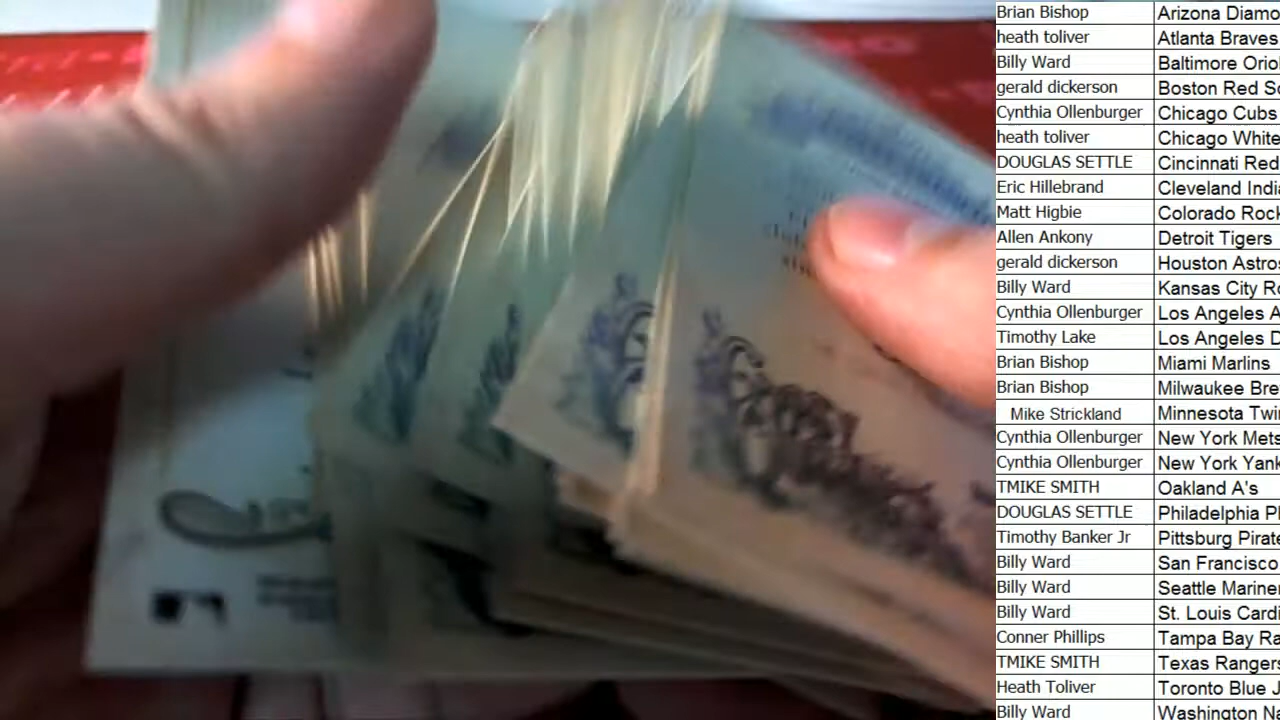 Brian Bishop Arizona Diamo
heath toliver Atlanta Braves
Billy Ward Baltimore Oriol
gerald dickerson Boston Red So
Cynthia Ollenburger Chicago Cubs
heath toliver Chicago White
DOUGLAS SETTLE Cincinnati Red
Eric Hillebrand Cleveland India
Matt Higbie Colorado Rock
Allen Ankony Detroit Tigers
gerald dickerson Houston Astros
Billy Ward Kansas City Ro
Cynthia Ollenburger Los Angeles A
Timothy Lake Los Angeles D
Brian Bishop Miami Marlins
Brian Bishop Milwaukee Bre
Mike Strickland Minnesota Twin
Cynthia Ollenburger New York Mets
Cynthia Ollenburger New York Yank
TMIKE SMITH Oakland A's
DOUGLAS SETTLE Philadelphia Ph
Timothy Banker Jr Pittsburg Pirate
Billy Ward San Francisco
Billy Ward Seattle Mariner
Billy Ward St. Louis Cardi
Conner Phillips Tampa Bay Ra
TMIKE SMITH Texas Rangers
Heath Toliver Toronto Blue J
Billy Ward Washington Na